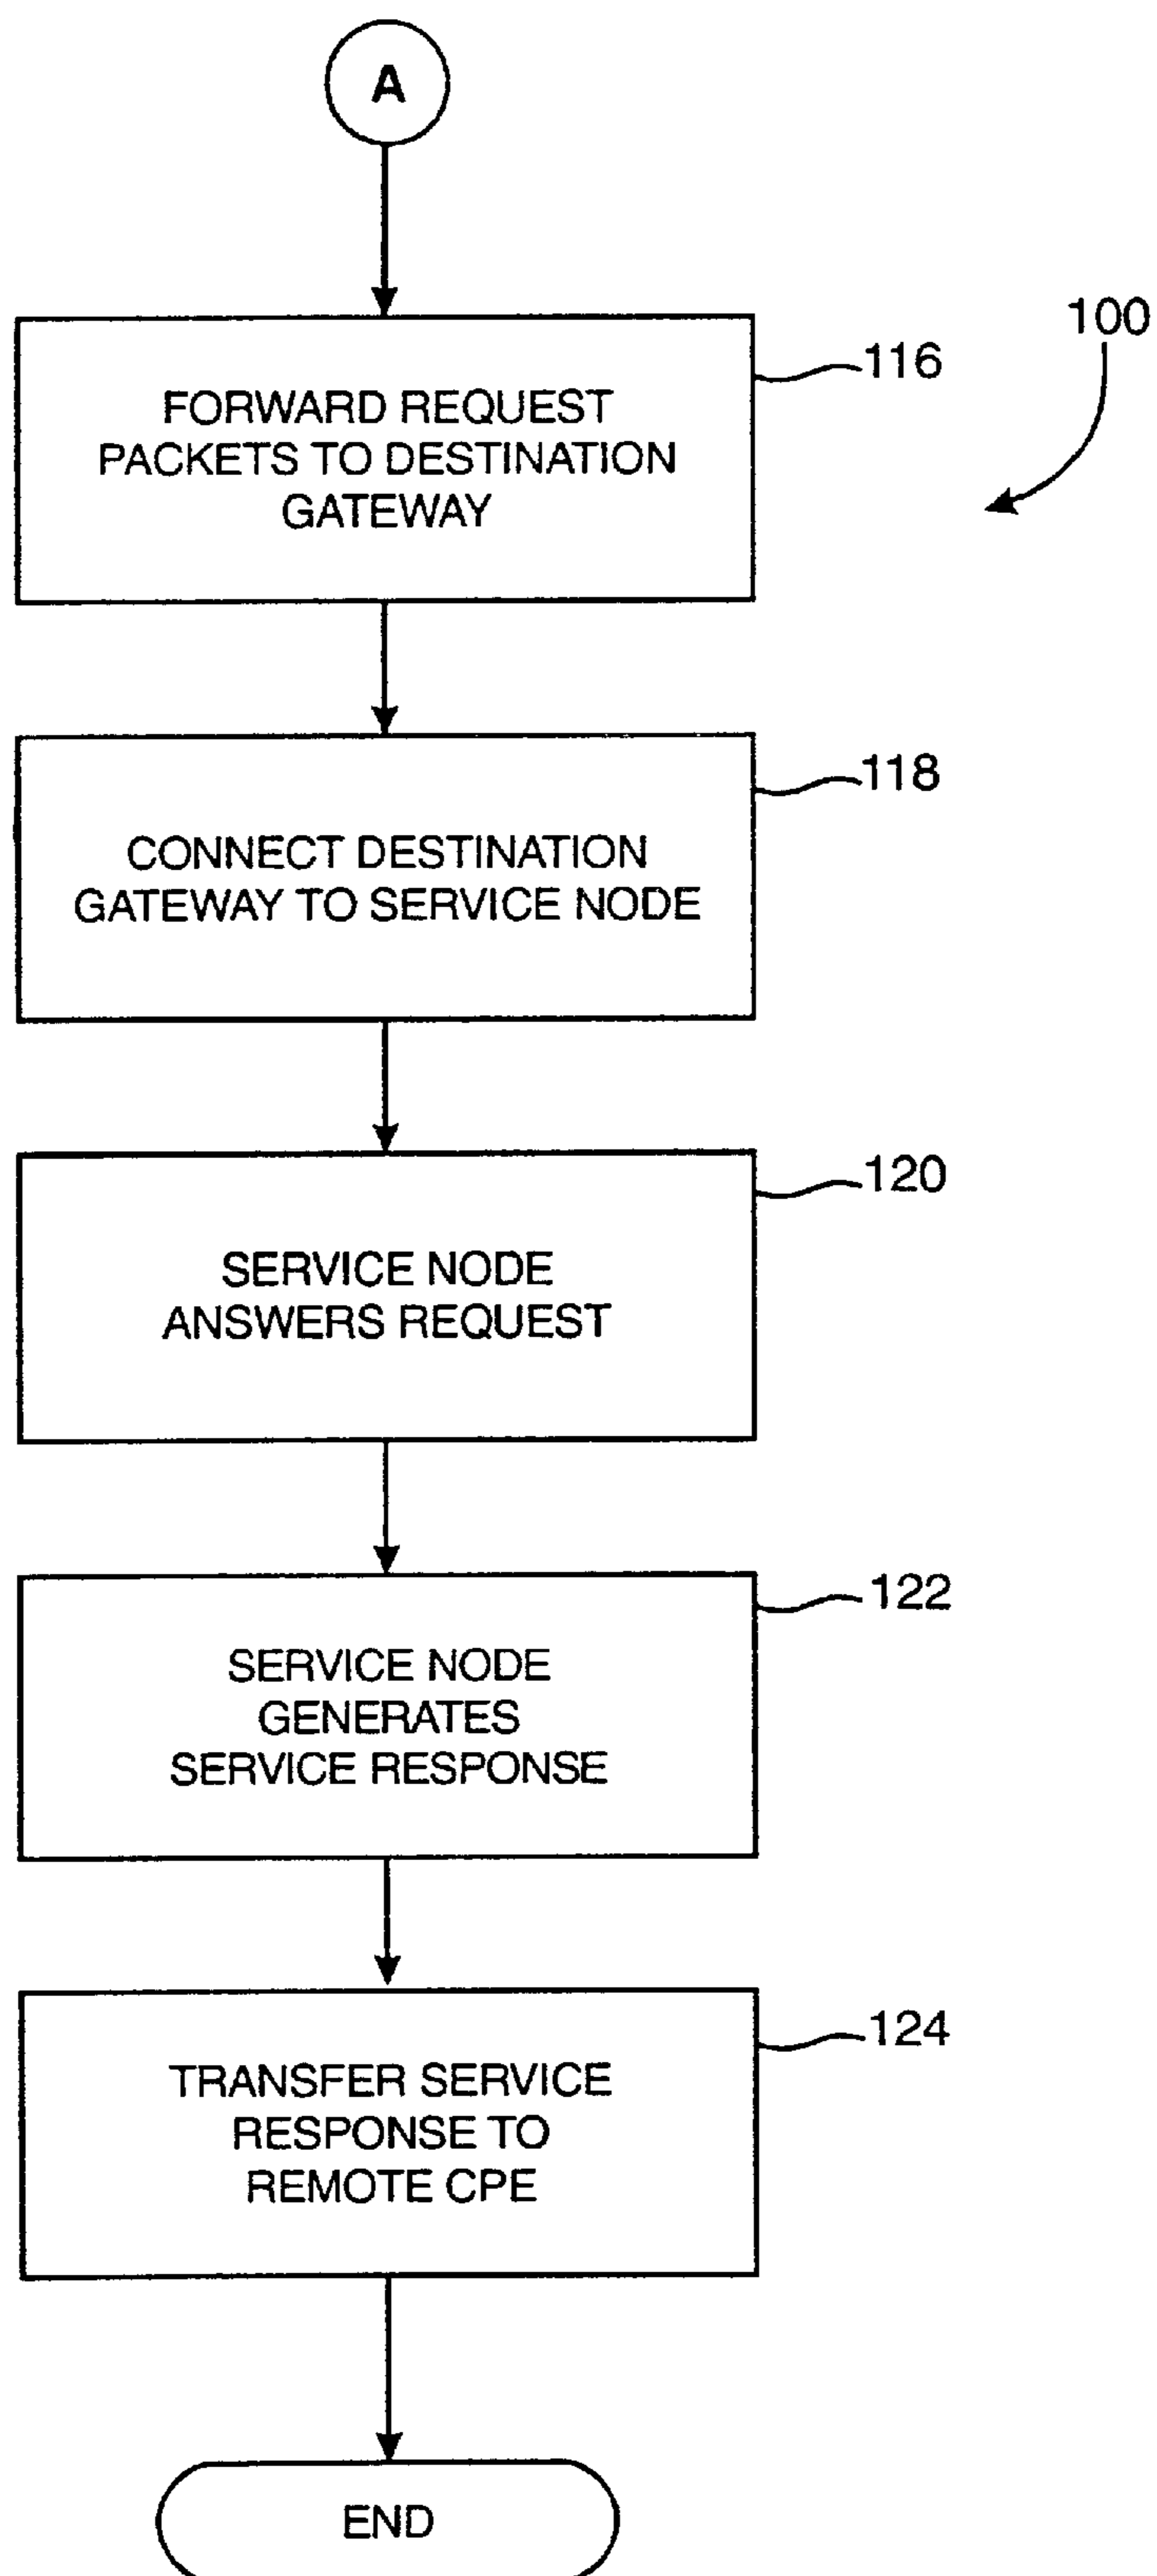 A
100
116
FORWARD REQUEST
PACKETS TO DESTINATION
GATEWAY
118
CONNECT DESTINATION
GATEWAY TO SERVICE NODE
120
SERVICE NODE
ANSWERS REQUEST
122
SERVICE NODE
GENERATES
SERVICE RESPONSE
124
TRANSFER SERVICE
RESPONSE TO
REMOTE CPE
END